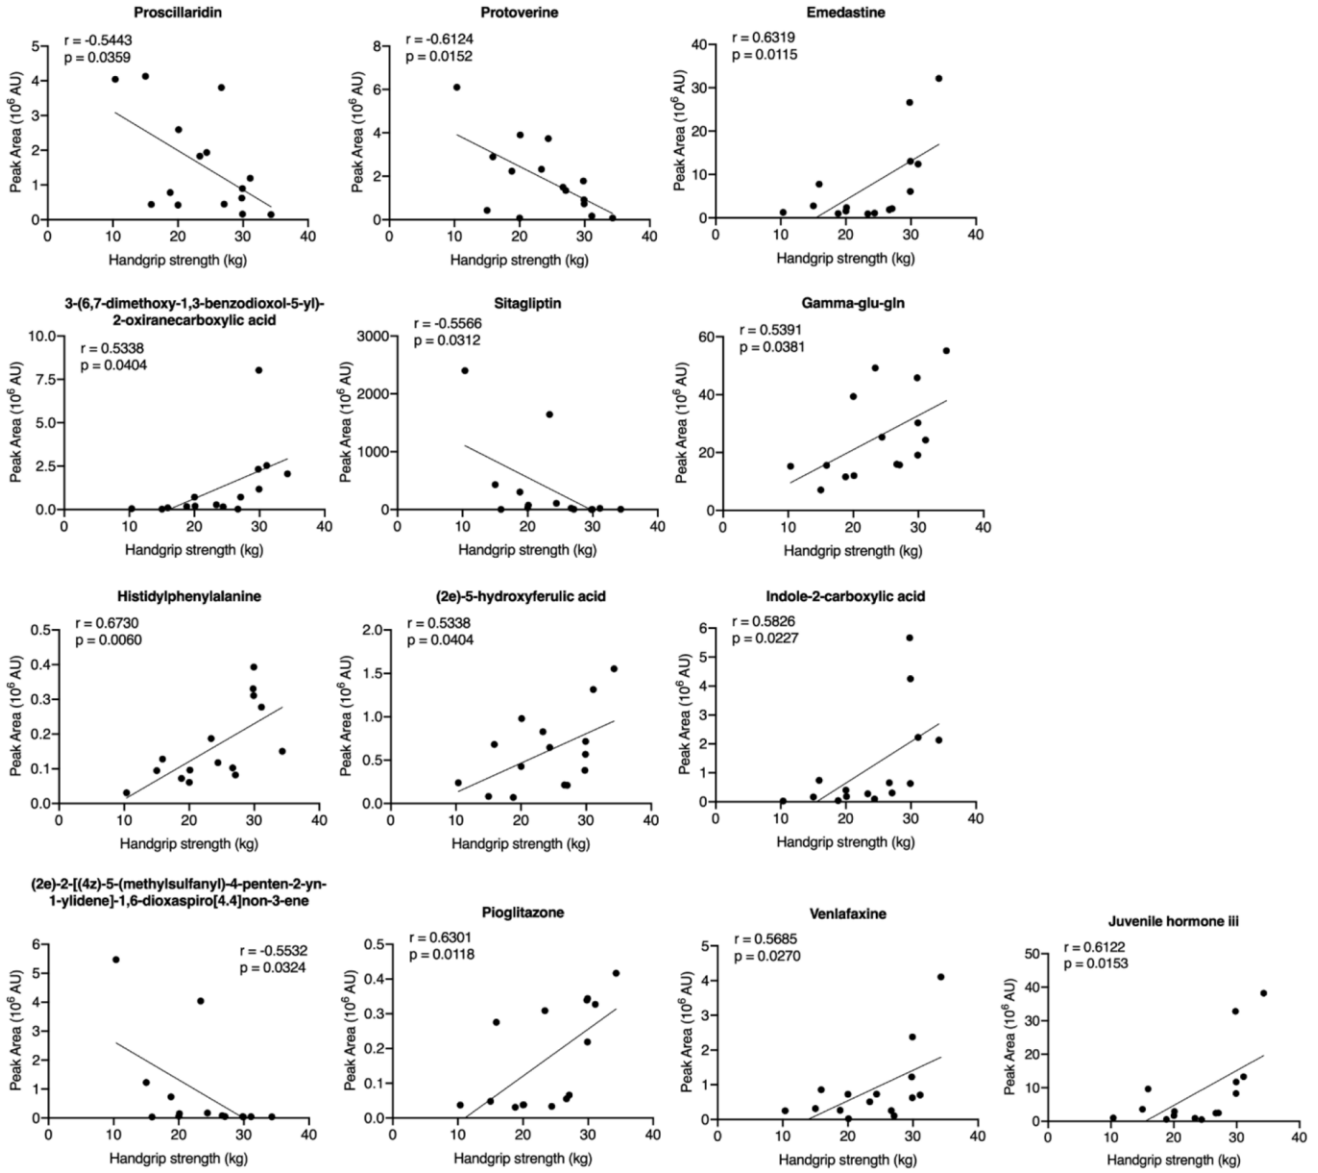 Proscillaridin
r = -0.5443
p = 0.0359
Peak Area (10⁶ AU)
5
4
3
2
1
0
0 10 20 30 40
Handgrip strength (kg)
Protoverine
r = -0.6124
p = 0.0152
Peak Area (10⁶ AU)
8
6
4
2
0
0 10 20 30 40
Handgrip strength (kg)
Emedastine
r = 0.6319
p = 0.0115
Peak Area (10⁶ AU)
40
30
20
10
0
0 10 20 30 40
Handgrip strength (kg)
3-(6,7-dimethoxy-1,3-benzodioxol-5-yl)-
2-oxiranecarboxylic acid
r = 0.5338
p = 0.0404
Peak Area (10⁶ AU)
10.0
7.5
5.0
2.5
0.0
0 10 20 30 40
Handgrip strength (kg)
Sitagliptin
r = -0.5566
p = 0.0312
Peak Area (10⁶ AU)
3000
2000
1000
0
0 10 20 30 40
Handgrip strength (kg)
Gamma-glu-gln
r = 0.5391
p = 0.0381
Peak Area (10⁶ AU)
60
40
20
0
0 10 20 30 40
Handgrip strength (kg)
Histidylphenylalanine
r = 0.6730
p = 0.0060
Peak Area (10⁶ AU)
0.5
0.4
0.3
0.2
0.1
0.0
0 10 20 30 40
Handgrip strength (kg)
(2e)-5-hydroxyferulic acid
r = 0.5338
p = 0.0404
Peak Area (10⁶ AU)
2.0
1.5
1.0
0.5
0.0
0 10 20 30 40
Handgrip strength (kg)
Indole-2-carboxylic acid
r = 0.5826
p = 0.0227
Peak Area (10⁶ AU)
6
5
4
3
2
1
0
0 10 20 30 40
Handgrip strength (kg)
(2e)-2-[(4z)-5-(methylsulfanyl)-4-penten-2-yn-
1-ylidene]-1,6-dioxaspiro[4.4]non-3-ene
r = -0.5532
p = 0.0324
Peak Area (10⁶ AU)
6
5
4
3
2
1
0
0 10 20 30 40
Handgrip strength (kg)
Pioglitazone
r = 0.6301
p = 0.0118
Peak Area (10⁶ AU)
0.5
0.4
0.3
0.2
0.1
0.0
0 10 20 30 40
Handgrip strength (kg)
Venlafaxine
r = 0.5685
p = 0.0270
Peak Area (10⁶ AU)
5
4
3
2
1
0
0 10 20 30 40
Handgrip strength (kg)
Juvenile hormone iii
r = 0.6122
p = 0.0153
Peak Area (10⁶ AU)
50
40
30
20
10
0
0 10 20 30 40
Handgrip strength (kg)